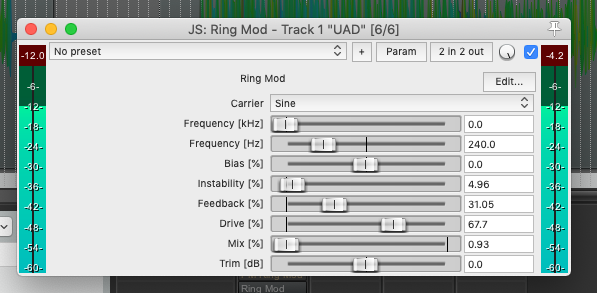 JS: Ring Mod - Track 1 "UAD" [6/6]
-12.0 No preset + Param 2 in 2 out -4.2
Ring Mod
Edit...
Carrier Sine
Frequency [kHz] 0.0
Frequency [Hz] 240.0
Bias [%] 0.0
Instability [%] 4.96
Feedback [%] 31.05
Drive [%] 67.7
Mix [%] 0.93
Trim [dB] 0.0
-6- -6-
-12- -12-
-18- -18-
-24- -24-
-30- -30-
-36- -36-
-42- -42-
-48- -48-
-54- -54-
-60- -60-
Ring Mod